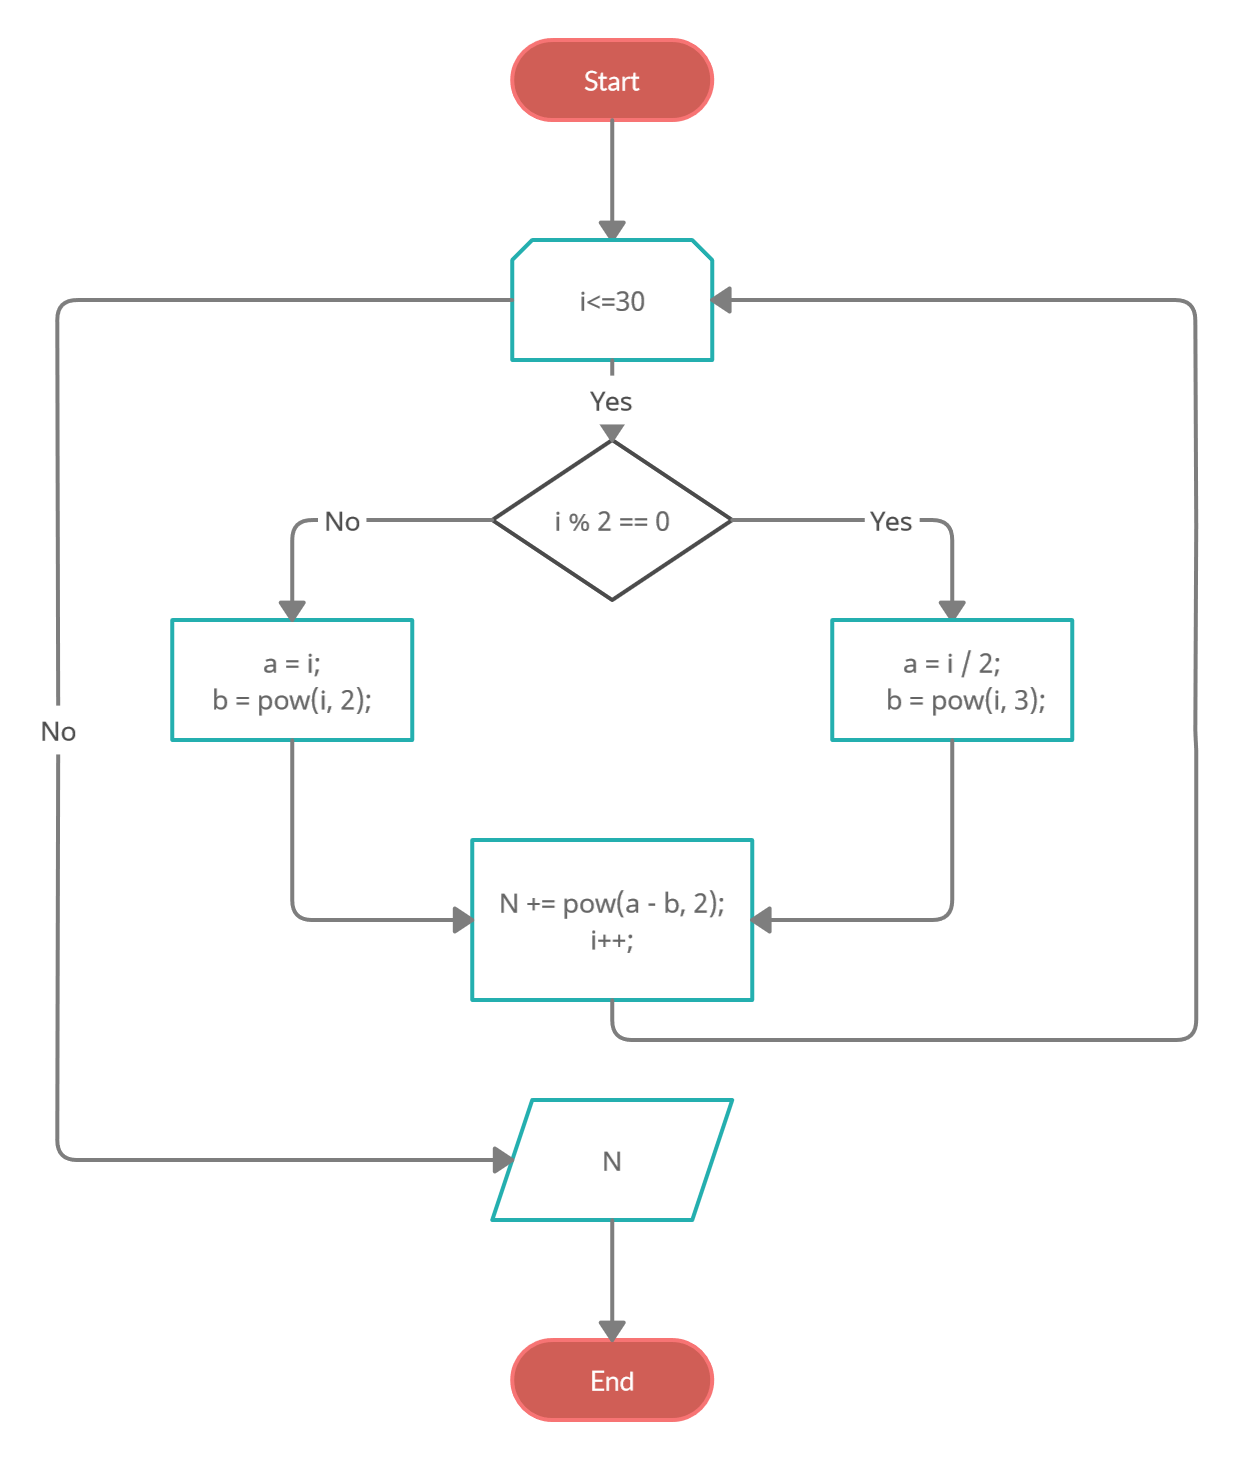 Start
i<=30
Yes
i % 2 == 0
No
Yes
a = i;
b = pow(i, 2);
a = i / 2;
b = pow(i, 3);
No
N += pow(a - b, 2);
i++;
N
End